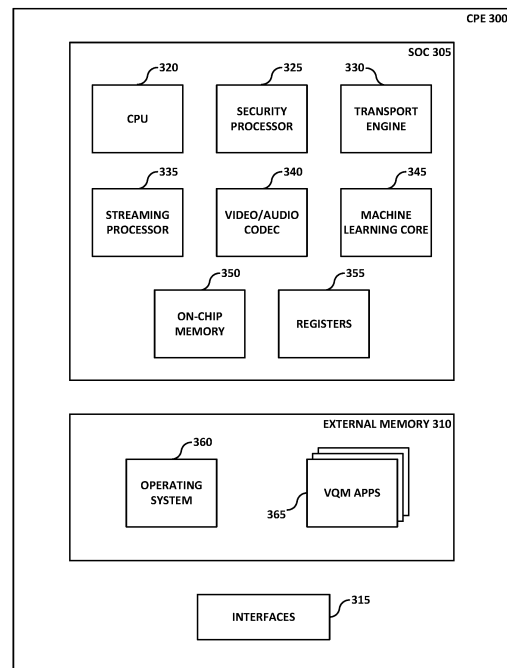 CPE 300
SOC 305
320
325
330
CPU
SECURITY
PROCESSOR
TRANSPORT
ENGINE
335
340
345
STREAMING
PROCESSOR
VIDEO/AUDIO
CODEC
MACHINE
LEARNING CORE
350
355
ON-CHIP
MEMORY
REGISTERS
EXTERNAL MEMORY 310
360
OPERATING
SYSTEM
365
VQM APPS
315
INTERFACES